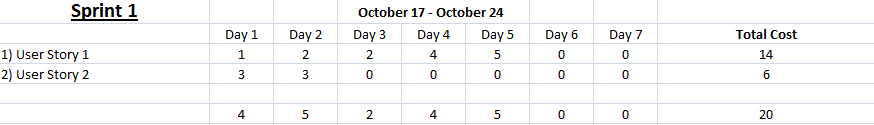 Sprint 1 October 17 - October 24
Day 1 Day 2 Day 3 Day 4 Day 5 Day 6 Day 7 Total Cost
1) User Story 1 1 2 2 4 5 0 0 14
2) User Story 2 3 3 0 0 0 0 0 6
4 5 2 4 5 0 0 20